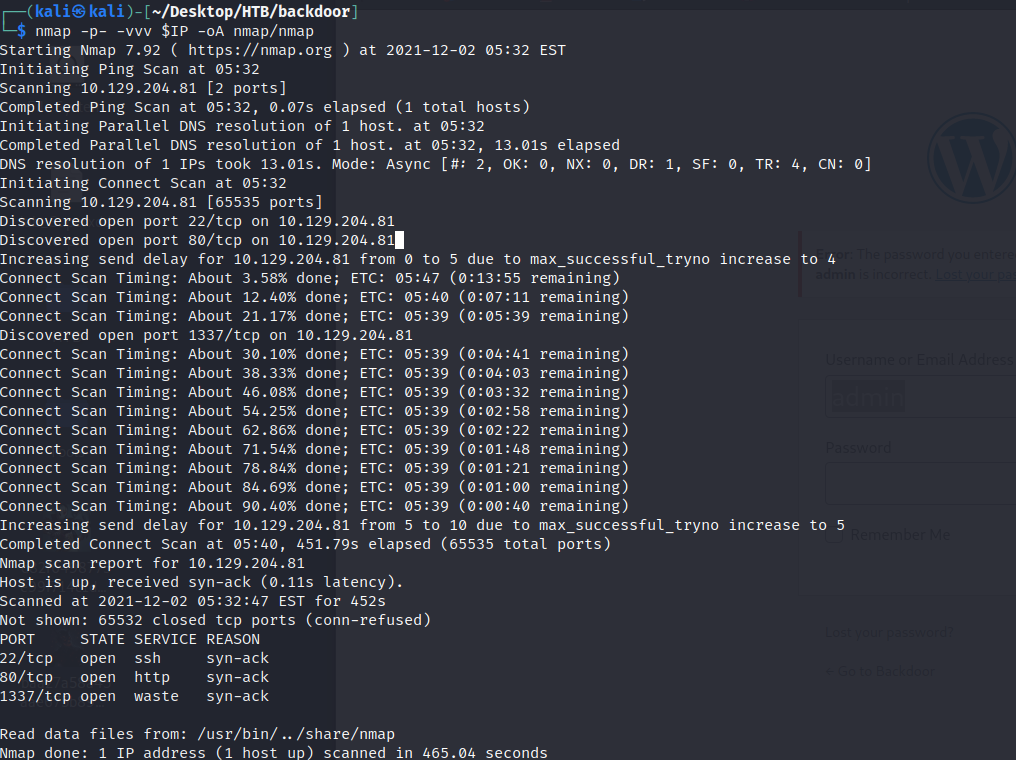 ┌──(kali㉿kali)-[~/Desktop/HTB/backdoor]
└─$ nmap -p- -vvv $IP -oA nmap/nmap
Starting Nmap 7.92 ( https://nmap.org ) at 2021-12-02 05:32 EST
Initiating Ping Scan at 05:32
Scanning 10.129.204.81 [2 ports]
Completed Ping Scan at 05:32, 0.07s elapsed (1 total hosts)
Initiating Parallel DNS resolution of 1 host. at 05:32
Completed Parallel DNS resolution of 1 host. at 05:32, 13.01s elapsed
DNS resolution of 1 IPs took 13.01s. Mode: Async [#: 2, OK: 0, NX: 0, DR: 1, SF: 0, TR: 4, CN: 0]
Initiating Connect Scan at 05:32
Scanning 10.129.204.81 [65535 ports]
Discovered open port 22/tcp on 10.129.204.81
Discovered open port 80/tcp on 10.129.204.81
Increasing send delay for 10.129.204.81 from 0 to 5 due to max_successful_tryno increase to 4
Connect Scan Timing: About 3.58% done; ETC: 05:47 (0:13:55 remaining)
Connect Scan Timing: About 12.40% done; ETC: 05:40 (0:07:11 remaining)
Connect Scan Timing: About 21.17% done; ETC: 05:39 (0:05:39 remaining)
Discovered open port 1337/tcp on 10.129.204.81
Connect Scan Timing: About 30.10% done; ETC: 05:39 (0:04:41 remaining)
Connect Scan Timing: About 38.33% done; ETC: 05:39 (0:04:03 remaining)
Connect Scan Timing: About 46.08% done; ETC: 05:39 (0:03:32 remaining)
Connect Scan Timing: About 54.25% done; ETC: 05:39 (0:02:58 remaining)
Connect Scan Timing: About 62.86% done; ETC: 05:39 (0:02:22 remaining)
Connect Scan Timing: About 71.54% done; ETC: 05:39 (0:01:48 remaining)
Connect Scan Timing: About 78.84% done; ETC: 05:39 (0:01:21 remaining)
Connect Scan Timing: About 84.69% done; ETC: 05:39 (0:01:00 remaining)
Connect Scan Timing: About 90.40% done; ETC: 05:39 (0:00:40 remaining)
Increasing send delay for 10.129.204.81 from 5 to 10 due to max_successful_tryno increase to 5
Completed Connect Scan at 05:40, 451.79s elapsed (65535 total ports)
Nmap scan report for 10.129.204.81
Host is up, received syn-ack (0.11s latency).
Scanned at 2021-12-02 05:32:47 EST for 452s
Not shown: 65532 closed tcp ports (conn-refused)
PORT     STATE SERVICE REASON
22/tcp   open  ssh     syn-ack
80/tcp   open  http    syn-ack
1337/tcp open  waste   syn-ack
Read data files from: /usr/bin/../share/nmap
Nmap done: 1 IP address (1 host up) scanned in 465.04 seconds
Error: The password you entered
admin is incorrect. Lost your
Username or Email Address
admin
Password
Remember Me
Lost your password?
Go to Backdoor